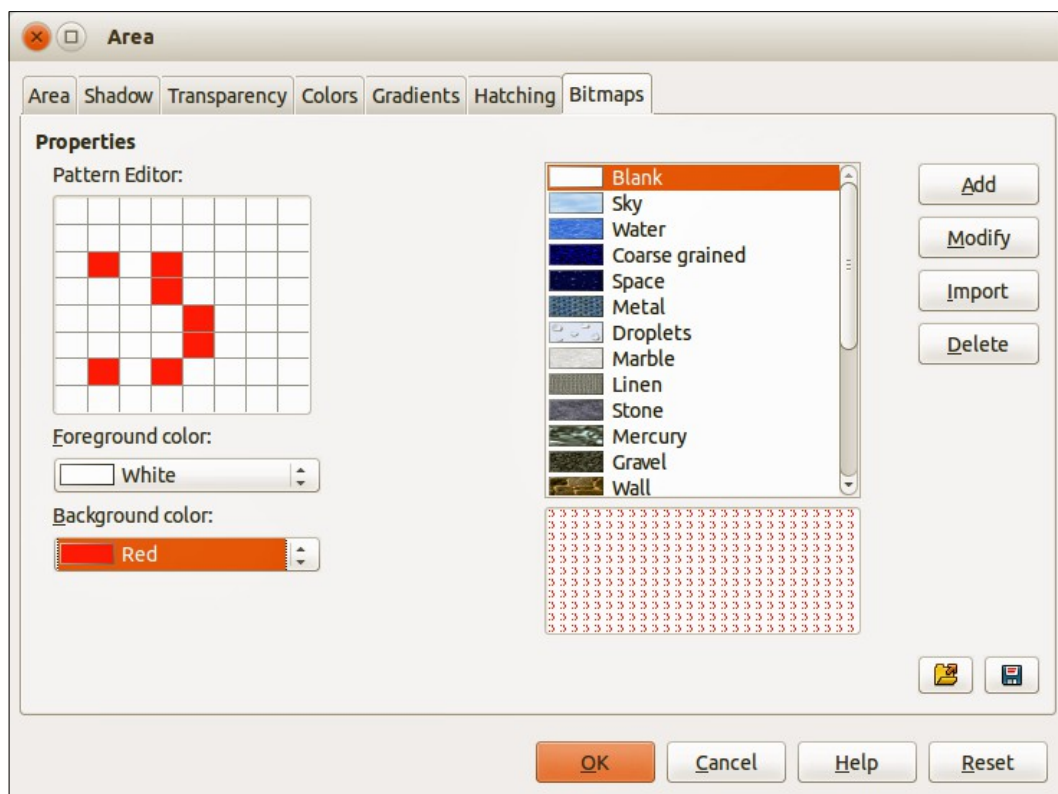 Area
Area Shadow Transparency Colors Gradients Hatching Bitmaps
Properties
Pattern Editor:
Foreground color:
White
Background color:
Red
Blank
Sky
Water
Coarse grained
Space
Metal
Droplets
Marble
Linen
Stone
Mercury
Gravel
Wall
Add
Modify
Import
Delete
OK Cancel Help Reset